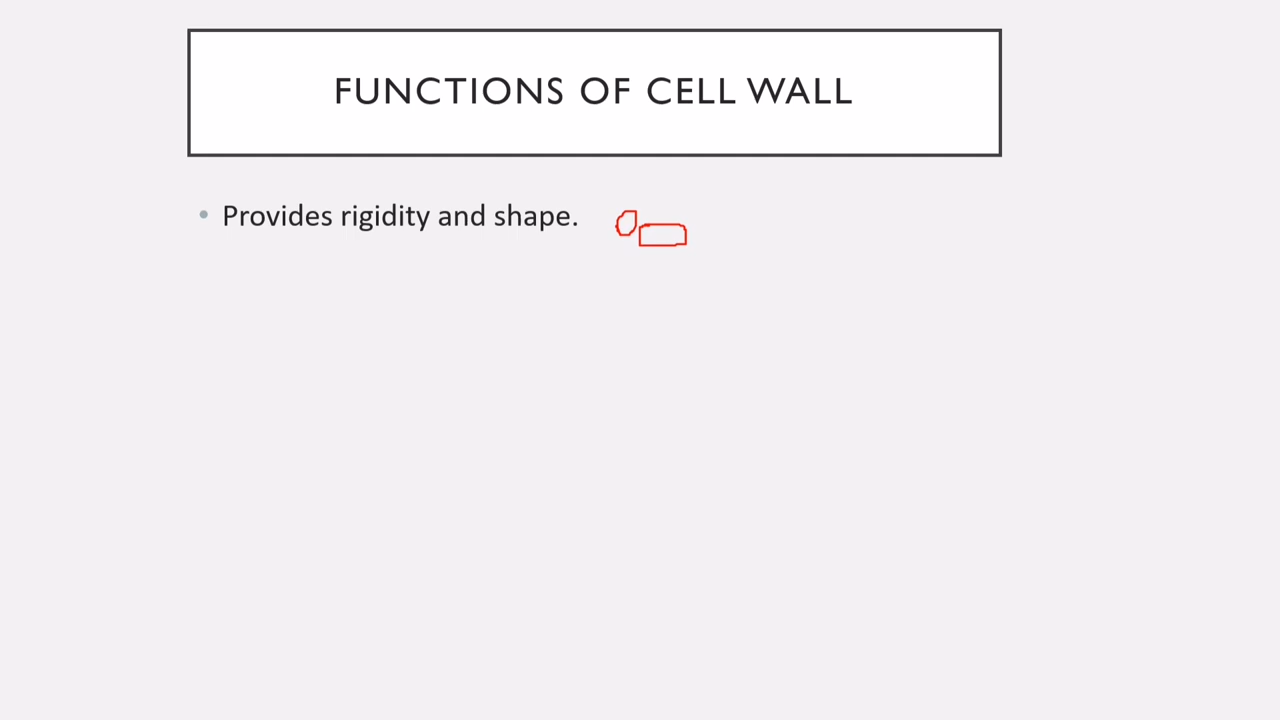 FUNCTIONS OF CELL WALL
• Provides rigidity and shape.